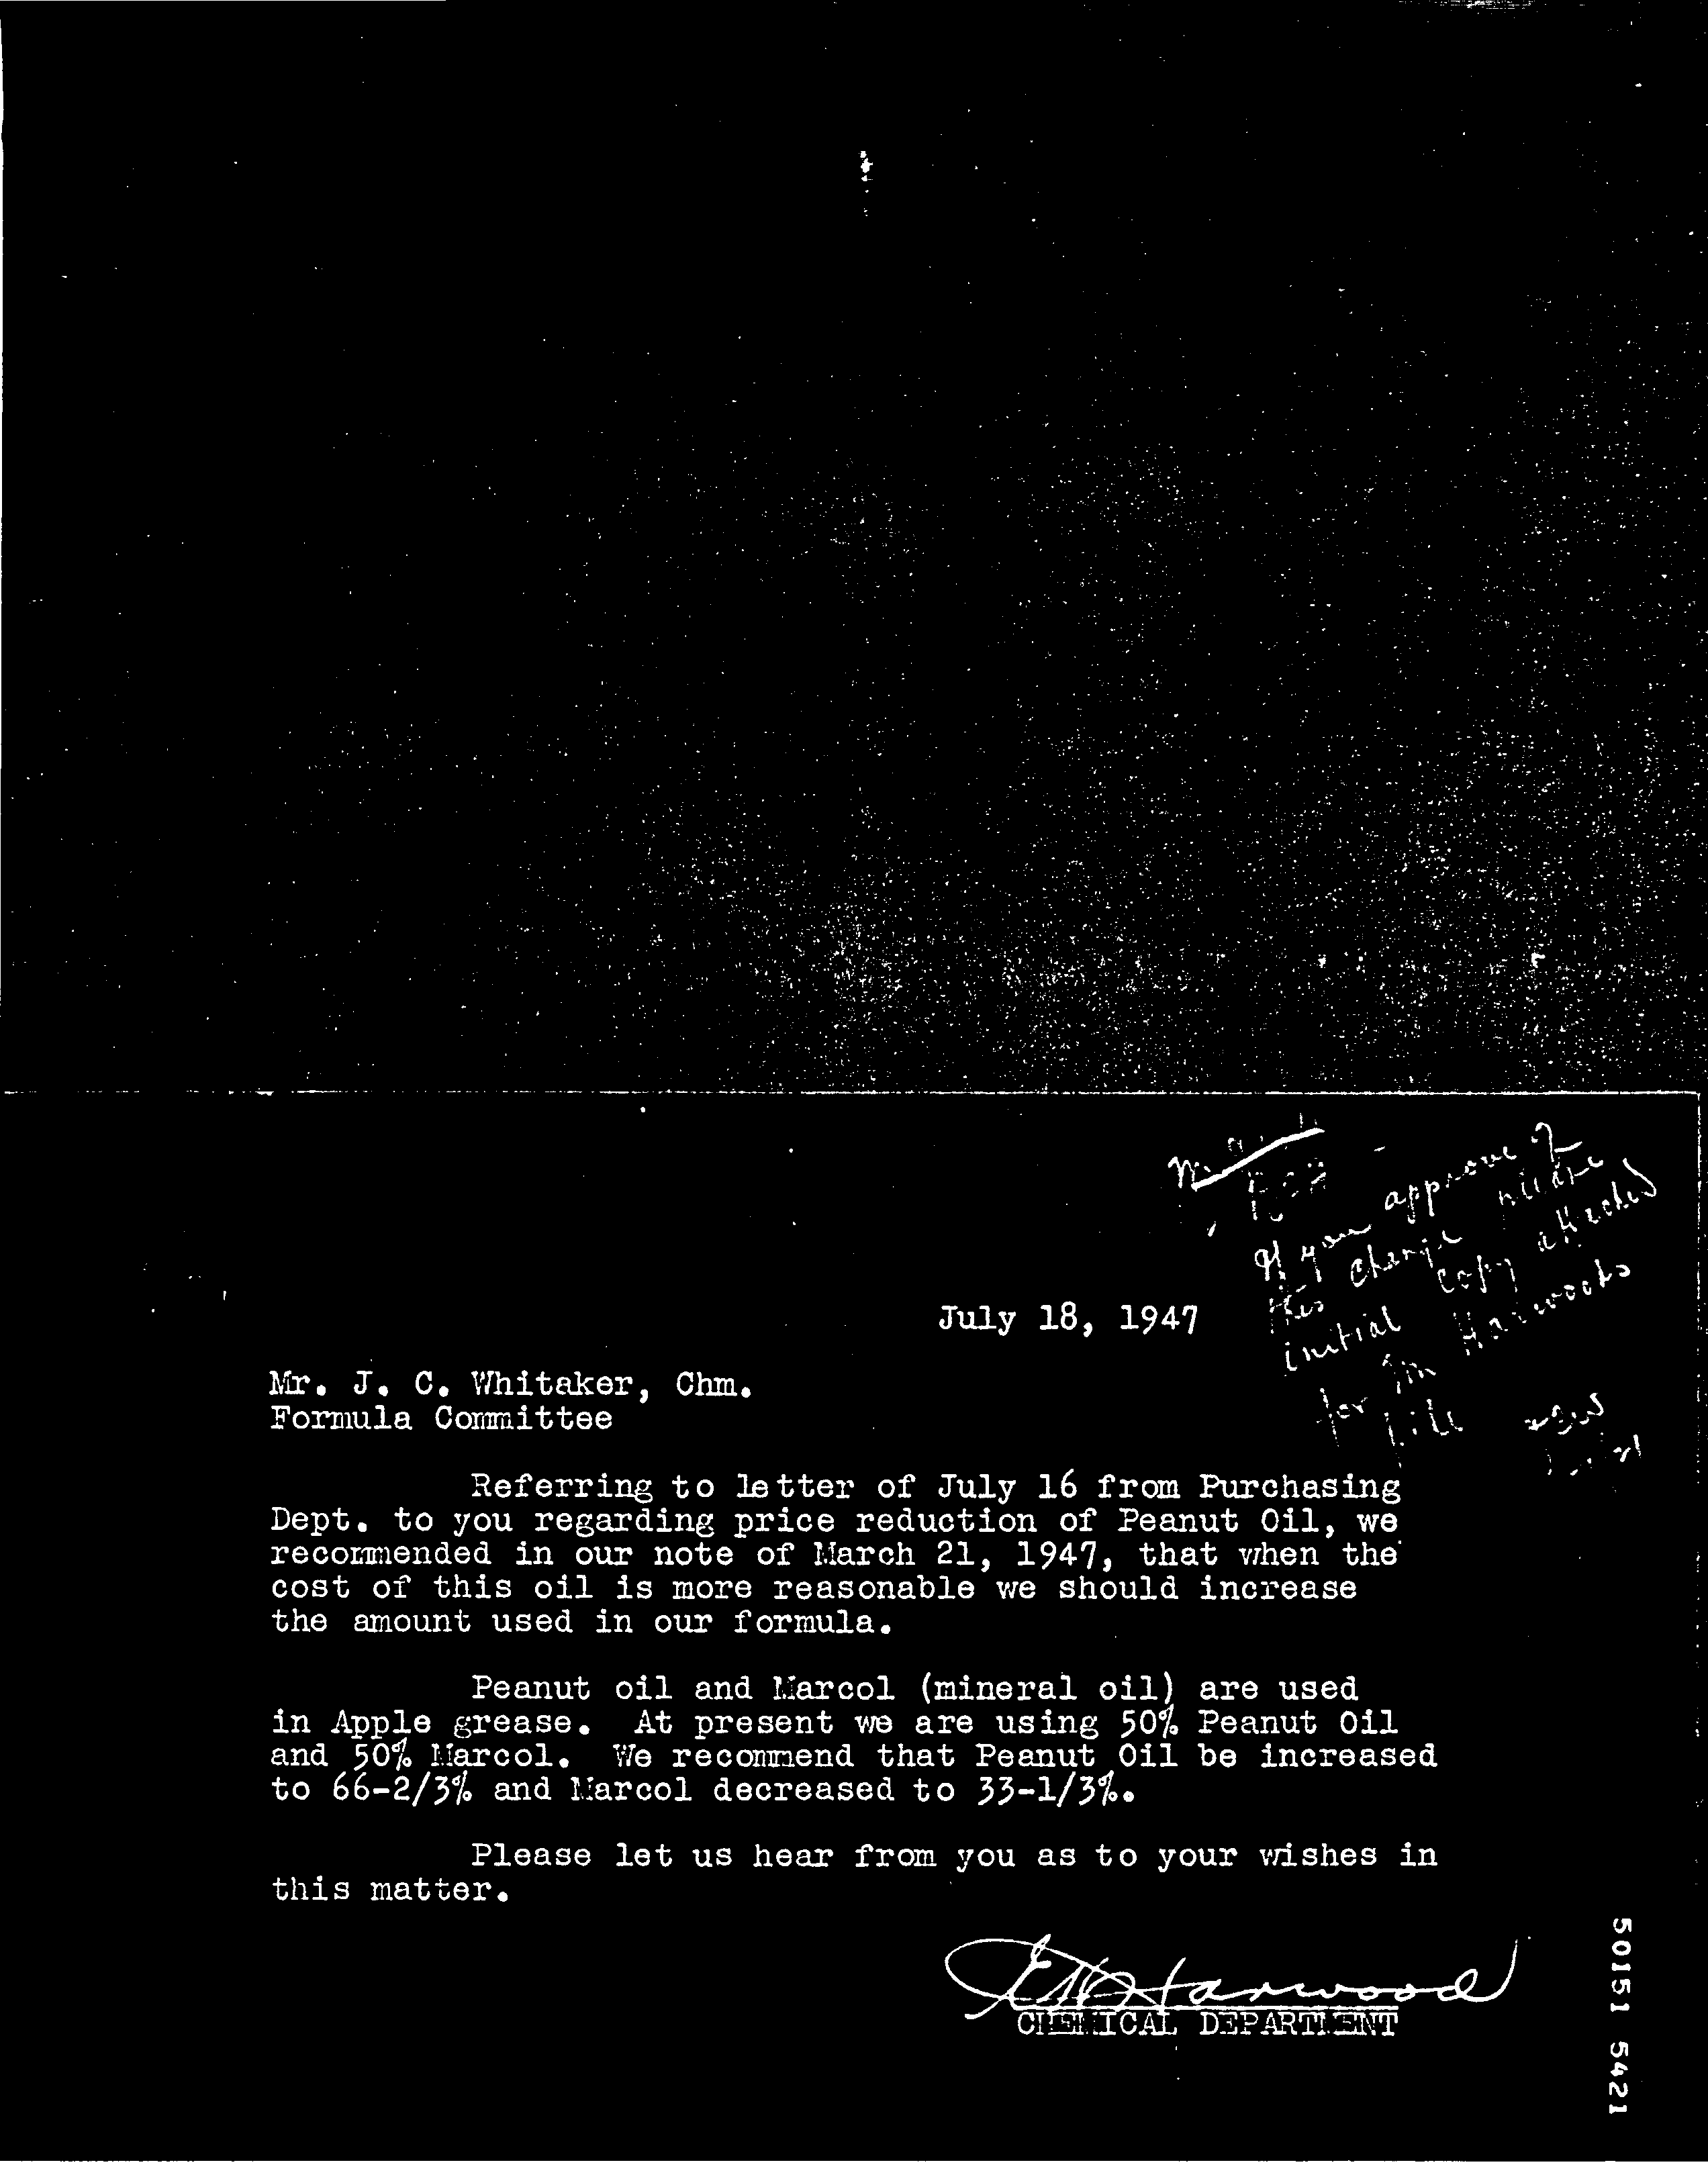 If you approve of
this change please
initial copy attached
for Mr Harwood's
file
July 18, 1947
Mr. J. C. Whitaker, Chm.
Formula Committee
Referring to letter of July 16 from Purchasing
Dept. to you regarding price reduction of Peanut Oil, we
recommended in our note of March 21, 1947, that when the
cost of this oil is more reasonable we should increase
the amount used in our formula.
Peanut oil and Marcol (mineral oil) are used
in Apple grease. At present we are using 50% Peanut Oil
and 50% Marcol. We recommend that Peanut Oil be increased
to 66-2/3% and Marcol decreased to 33-1/3%.
Please let us hear from you as to your wishes in
this matter.
Harwood
CHEMICAL DEPARTMENT
50151 5421